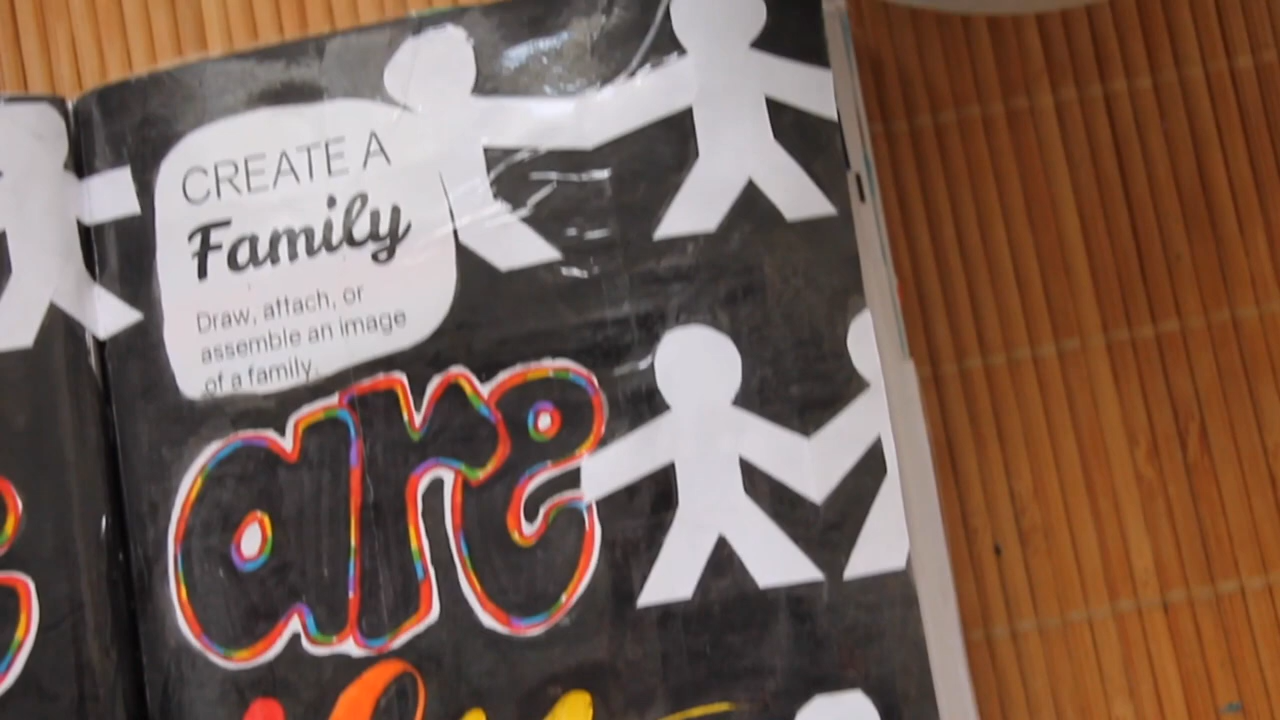 CREATE A
Family
Draw, attach, or
assemble an image
of a family.
are